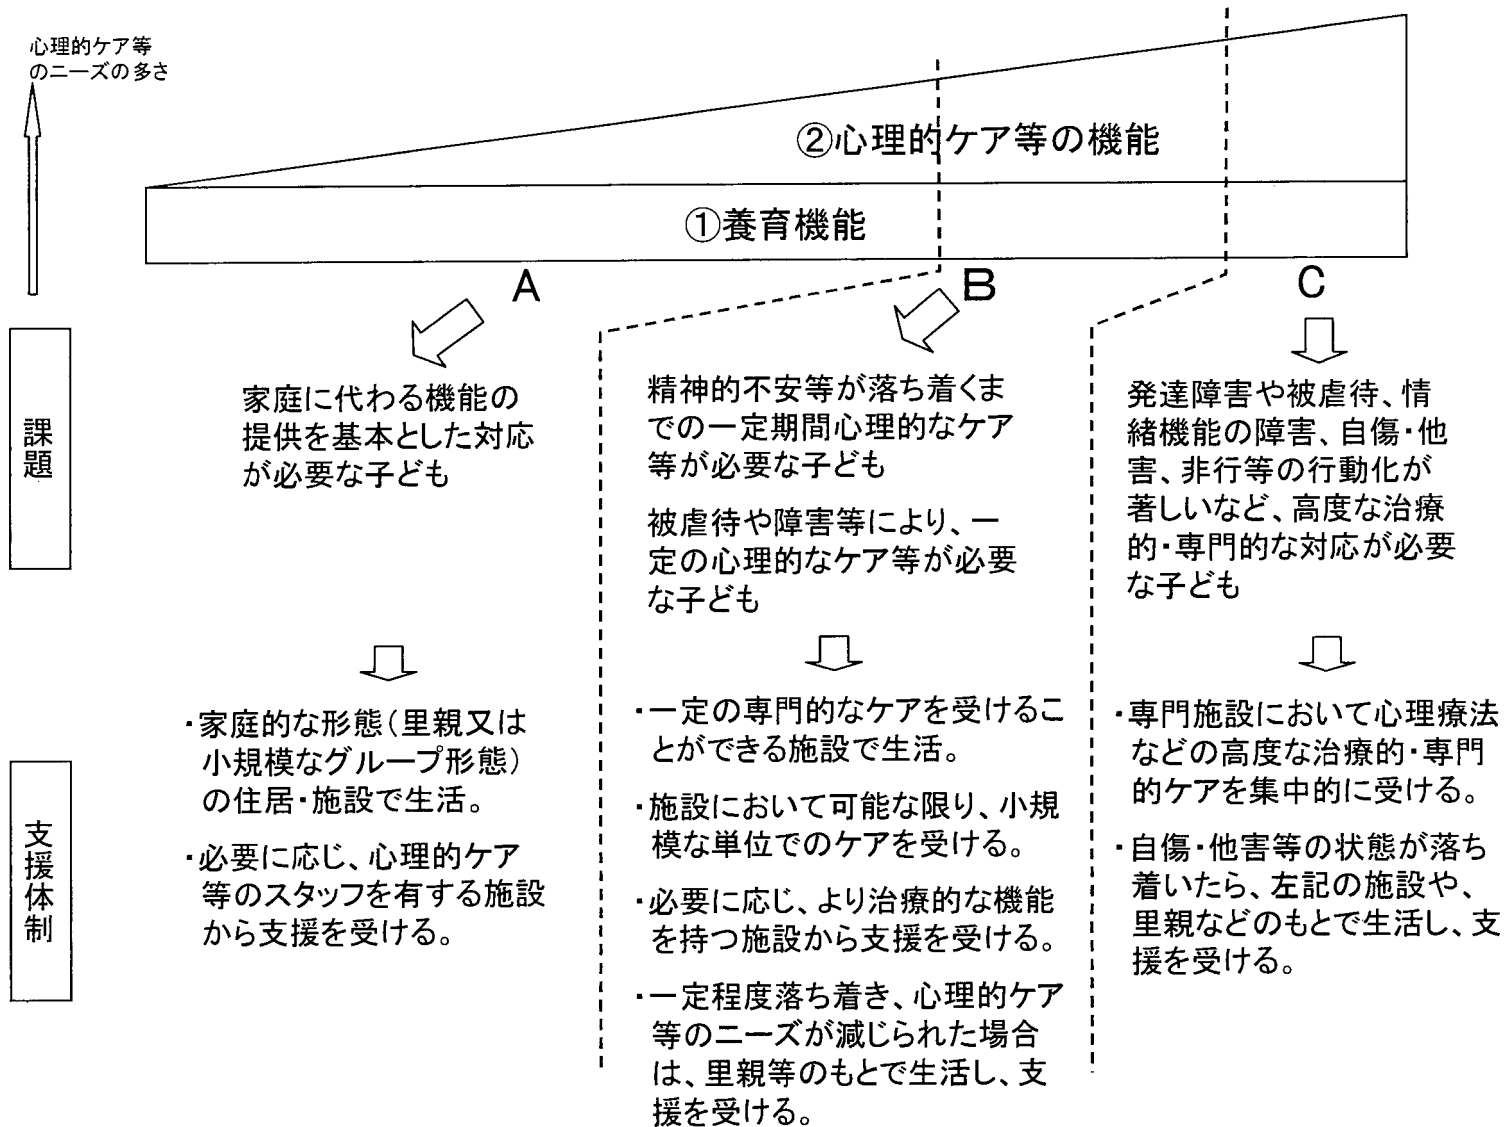 心理的ケア等
のニーズの多さ
②心理的ケア等の機能
①養育機能
A
B
C
課題
家庭に代わる機能の
提供を基本とした対応
が必要な子ども
精神的不安等が落ち着くま
での一定期間心理的なケア
等が必要な子ども
被虐待や障害等により、一
定の心理的なケア等が必要
な子ども
発達障害や被虐待、情
緒機能の障害、自傷・他
害、非行等の行動化が
著しいなど、高度な治療
的・専門的な対応が必要
な子ども
支援体制
・家庭的な形態（里親又は
小規模なグループ形態）
の住居・施設で生活。
・必要に応じ、心理的ケア
等のスタッフを有する施設
から支援を受ける。
・一定の専門的なケアを受けるこ
とができる施設で生活。
・施設において可能な限り、小規
模な単位でのケアを受ける。
・必要に応じ、より治療的な機能
を持つ施設から支援を受ける。
・一定程度落ち着き、心理的ケア
等のニーズが減じられた場合
は、里親等のもとで生活し、支
援を受ける。
・専門施設において心理療法
などの高度な治療的・専門
的ケアを集中的に受ける。
・自傷・他害等の状態が落ち
着いたら、左記の施設や、
里親などのもとで生活し、支
援を受ける。